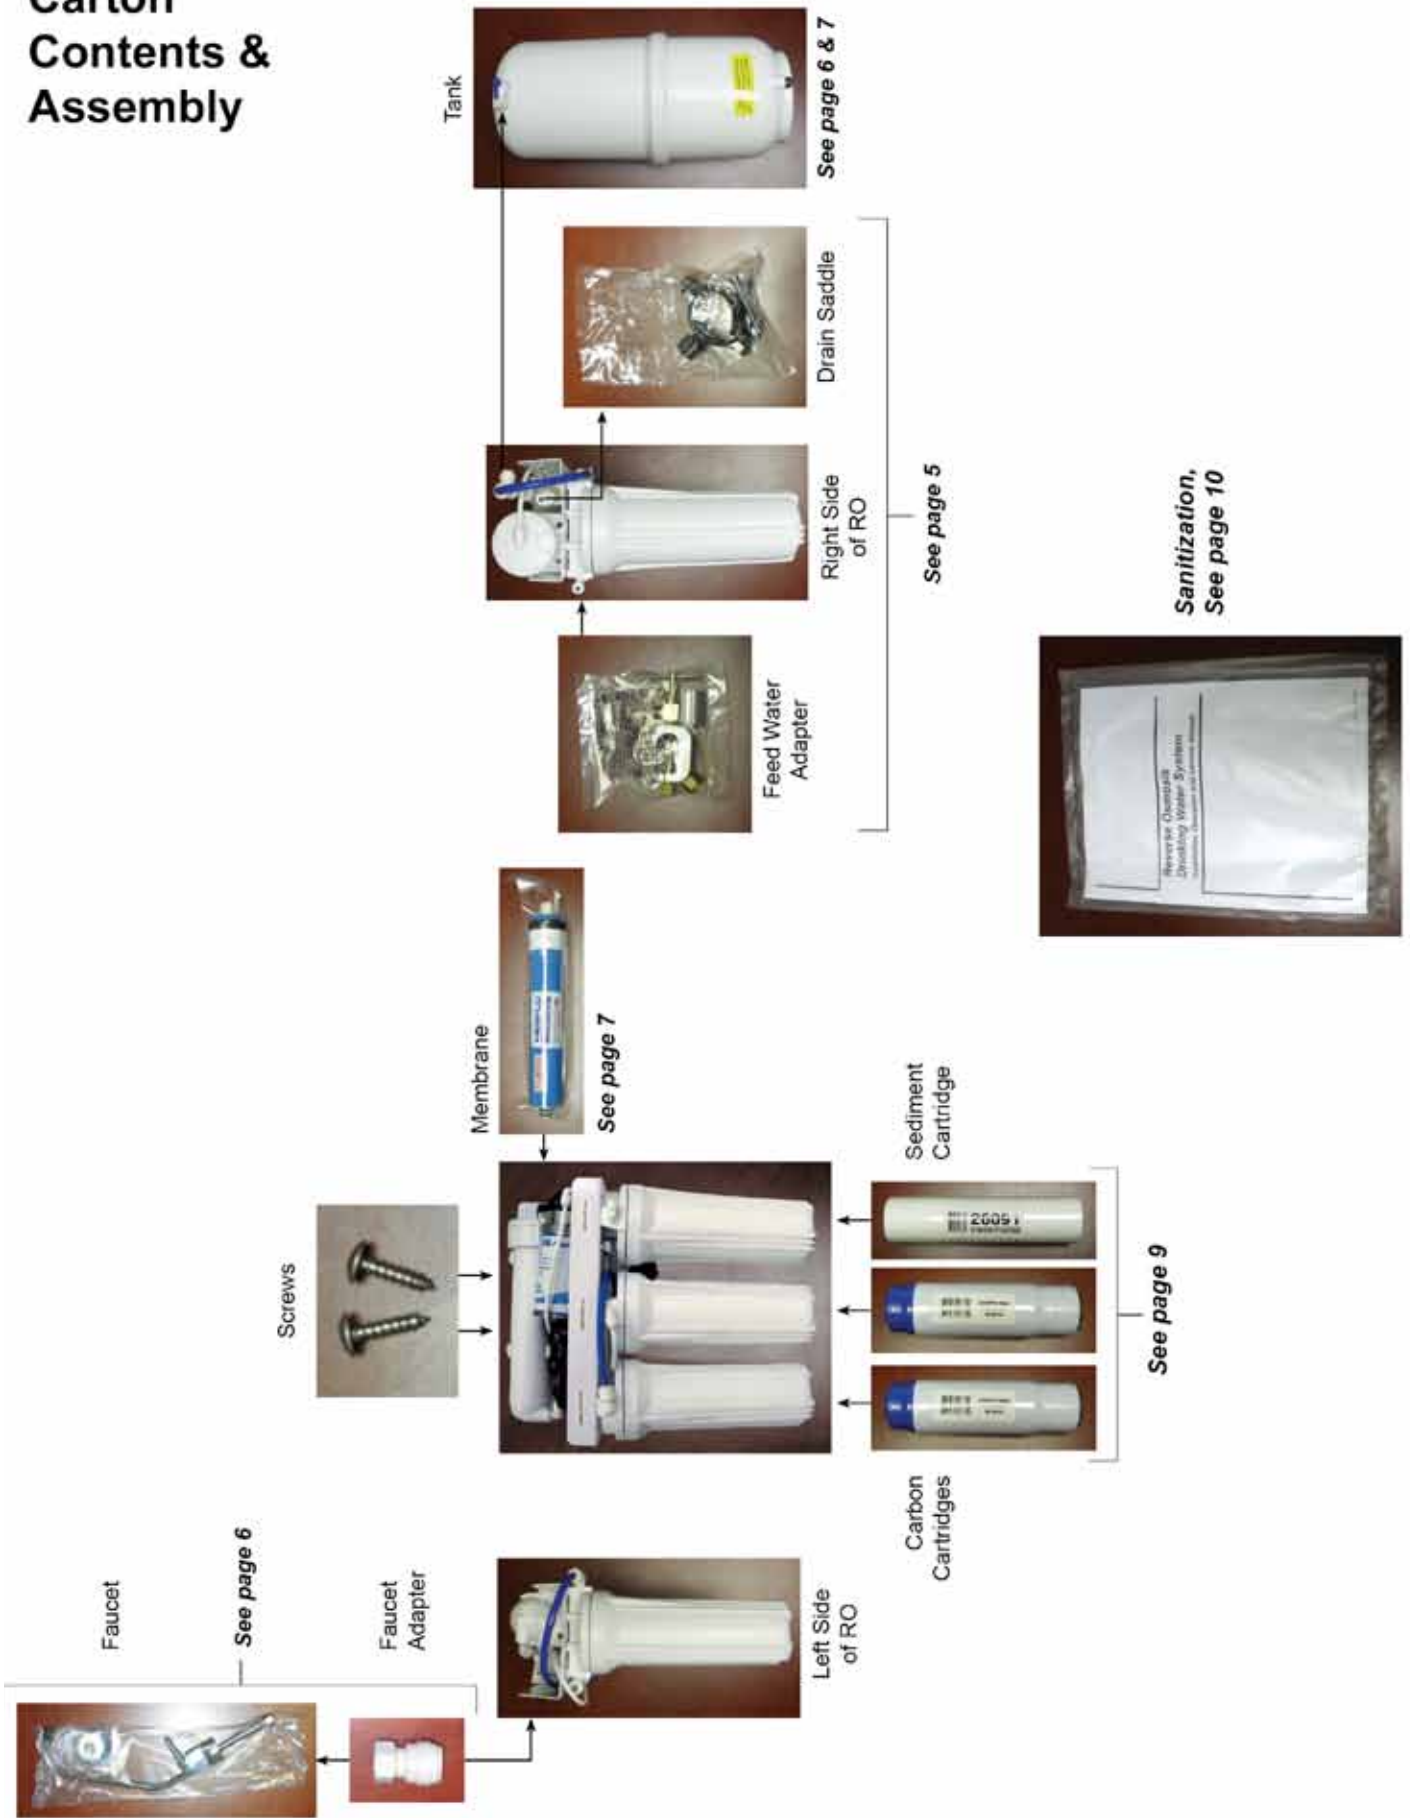 Carton
Contents &
Assembly
Faucet
See page 6
Faucet
Adapter
Left Side
of RO
Screws
Membrane
See page 7
Carbon
Cartridges
Sediment
Cartridge
26051
See page 9
Feed Water
Adapter
Right Side
of RO
Drain Saddle
See page 5
Tank
See page 6 & 7
Sanitization,
See page 10
Reverse Osmosis
Drinking Water System